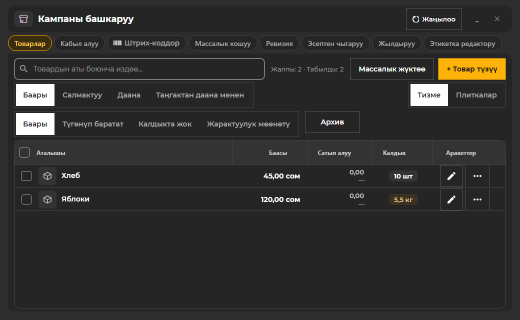 Кампаны башкаруу
Жаңылоо
Товарлар Кабыл алуу Штрих-коддор Массалык кошуу Ревизия Эсептен чыгаруу Жылдыруу Этикетка редактору
Товардын аты боюнча издөө... Жалпы: 2 · Табылды: 2 Массалык жүктөө + Товар түзүү
Баары Салмактуу Даана Таңгактан даана менен Тизме Плиткалар
Баары Түгөнүп баратат Калдыкта жок Жарактуулук мөөнөтү Архив
Аталышы Баасы Сатып алуу Калдык Аракеттер
Хлеб 45,00 сом 0,00 — 10 шт
Яблоки 120,00 сом 0,00 — 5,5 кг